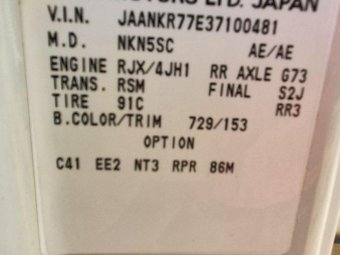 MOTORS LTD. JAPAN
V.I.N. JAANKR77E37100481
M.D. NKN5SC AE/AE
ENGINE RJX/4JH1 RR AXLE G73
TRANS. RSM FINAL S2J
TIRE 91C RR3
B.COLOR/TRIM 729/153
OPTION
C41 EE2 NT3 RPR 86M